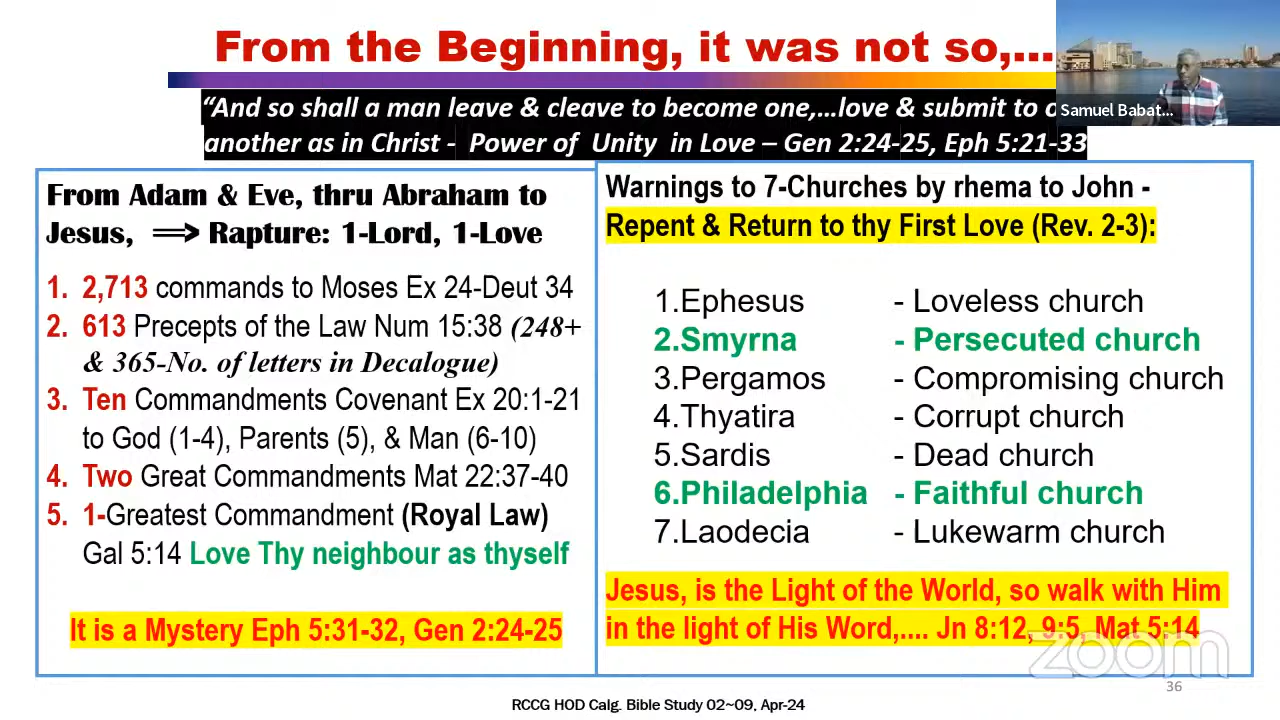 From the Beginning, it was not so,...
“And so shall a man leave & cleave to become one,...love & submit to o
another as in Christ - Power of Unity in Love – Gen 2:24-25, Eph 5:21-33
Samuel Babat...
From Adam & Eve, thru Abraham to
Jesus, ⟹ Rapture: 1-Lord, 1-Love
1. 2,713 commands to Moses Ex 24-Deut 34
2. 613 Precepts of the Law Num 15:38 (248+
& 365-No. of letters in Decalogue)
3. Ten Commandments Covenant Ex 20:1-21
to God (1-4), Parents (5), & Man (6-10)
4. Two Great Commandments Mat 22:37-40
5. 1-Greatest Commandment (Royal Law)
Gal 5:14 Love Thy neighbour as thyself
It is a Mystery Eph 5:31-32, Gen 2:24-25
Warnings to 7-Churches by rhema to John -
Repent & Return to thy First Love (Rev. 2-3):
1.Ephesus - Loveless church
2.Smyrna - Persecuted church
3.Pergamos - Compromising church
4.Thyatira - Corrupt church
5.Sardis - Dead church
6.Philadelphia - Faithful church
7.Laodecia - Lukewarm church
Jesus, is the Light of the World, so walk with Him
in the light of His Word,.... Jn 8:12, 9:5, Mat 5:14
zoom
36
RCCG HOD Calg. Bible Study 02~09, Apr-24